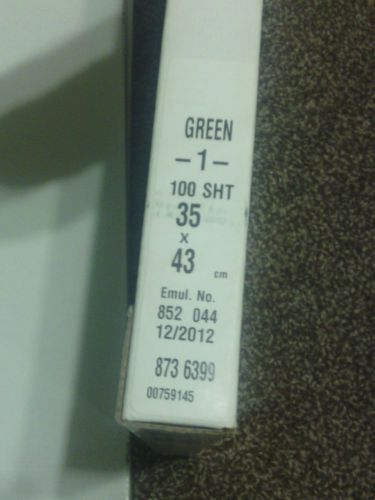 GREEN
-1-
100 SHT
35
x
43 cm
Emul. No.
852 044
12/2012
873 6399
00759145